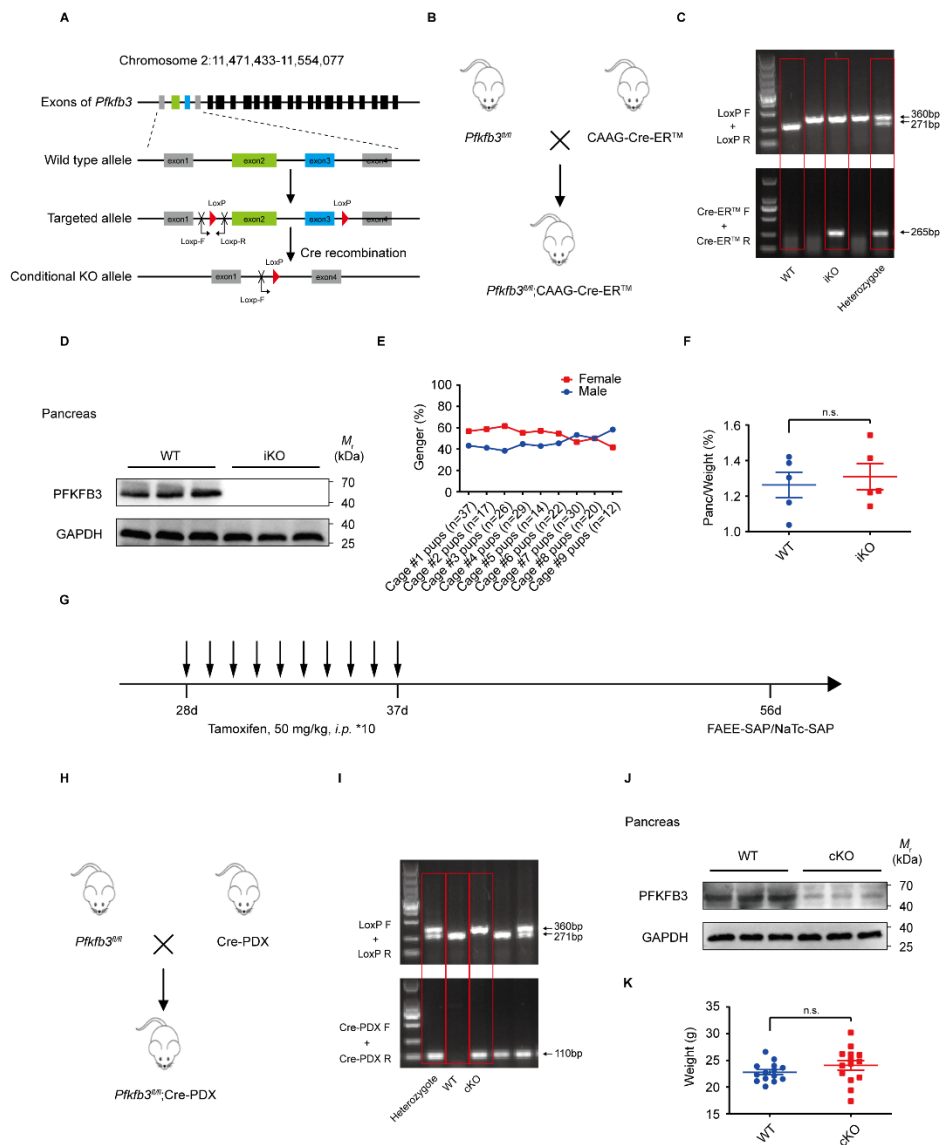 A
Chromosome 2:11,471,433-11,554,077
Exons of Pfkfb3
Wild type allele
exon1
exon2
exon3
exon4
LoxP
LoxP
Targeted allele
exon1
exon2
exon3
exon4
Loxp-F
Loxp-R
Cre recombination
LoxP
Conditional KO allele
exon1
exon4
Loxp-F
B
Pfkfb3fl/fl
CAAG-Cre-ER™
Pfkfb3fl/fl;CAAG-Cre-ER™
C
LoxP F
+
LoxP R
360bp
271bp
Cre-ER™ F
+
Cre-ER™ R
265bp
WT
iKO
Heterozygote
D
Pancreas
WT
iKO
Mr
(kDa)
PFKFB3
70
40
GAPDH
40
25
E
Female
Male
Genger (%)
100
80
60
40
20
0
Cage #1 pups (n=37)
Cage #2 pups (n=17)
Cage #3 pups (n=26)
Cage #4 pups (n=29)
Cage #5 pups (n=14)
Cage #6 pups (n=22)
Cage #7 pups (n=30)
Cage #8 pups (n=20)
Cage #9 pups (n=12)
F
n.s.
Panc/Weight (%)
1.6
1.4
1.2
1.0
WT
iKO
G
28d
37d
56d
Tamoxifen, 50 mg/kg, i.p. *10
FAEE-SAP/NaTc-SAP
H
Pfkfb3fl/fl
Cre-PDX
Pfkfb3fl/fl;Cre-PDX
I
LoxP F
+
LoxP R
360bp
271bp
Cre-PDX F
+
Cre-PDX R
110bp
Heterozygote
WT
cKO
J
Pancreas
WT
cKO
Mr
(kDa)
PFKFB3
70
40
GAPDH
40
25
K
n.s.
Weight (g)
30
25
20
15
WT
cKO